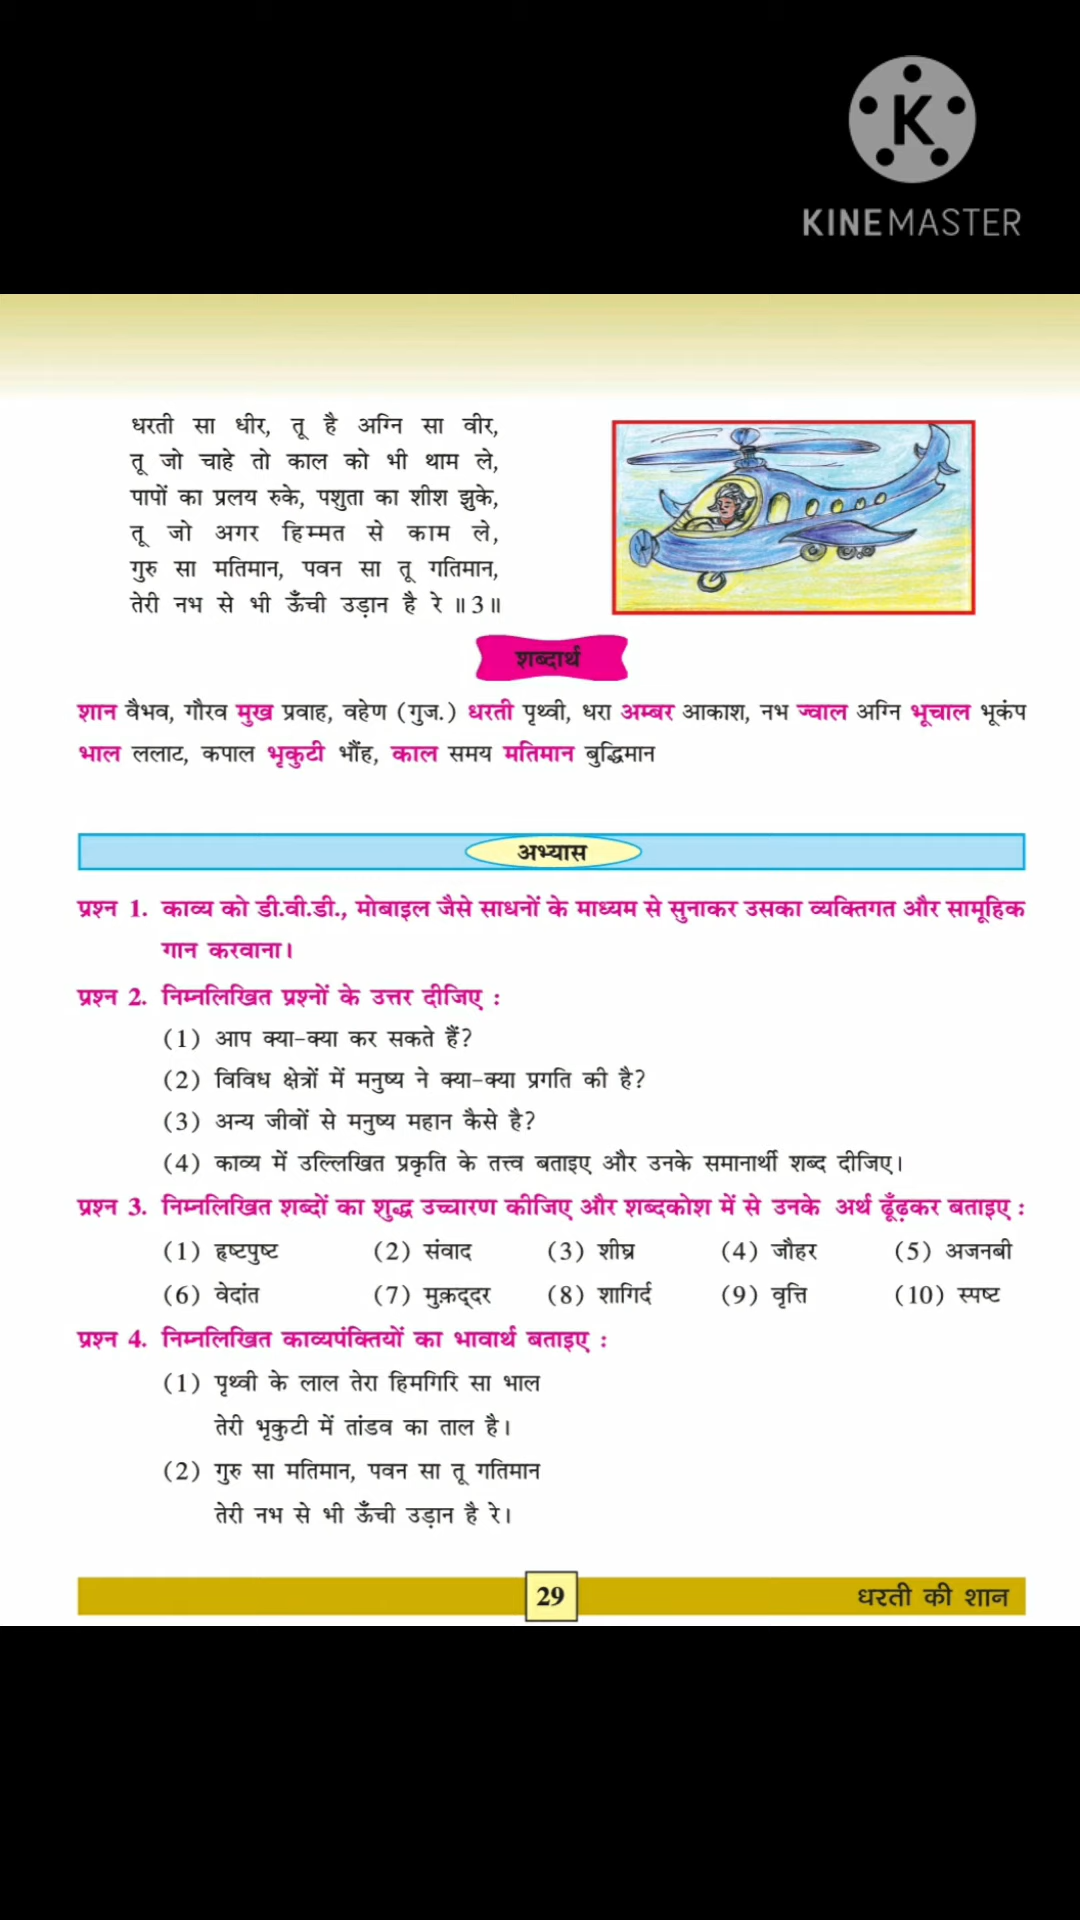 K
KINEMASTER
धरती सा धीर, तू है अग्नि सा वीर,
तू जो चाहे तो काल को भी थाम ले,
पापों का प्रलय रुके, पशुता का शीश झुके,
तू जो अगर हिम्मत से काम ले,
गुरु सा मतिमान, पवन सा तू गतिमान,
तेरी नभ से भी ऊँची उड़ान है रे ॥3॥
शब्दार्थ
शान वैभव, गौरव मुख प्रवाह, वहेण (गुज.) धरती पृथ्वी, धरा अम्बर आकाश, नभ ज्वाल अग्नि भूचाल भूकंप
भाल ललाट, कपाल भृकुटी भौंह, काल समय मतिमान बुद्धिमान
अभ्यास
प्रश्न 1. काव्य को डी.वी.डी., मोबाइल जैसे साधनों के माध्यम से सुनाकर उसका व्यक्तिगत और सामूहिक
गान करवाना।
प्रश्न 2. निम्नलिखित प्रश्नों के उत्तर दीजिए :
(1) आप क्या-क्या कर सकते हैं?
(2) विविध क्षेत्रों में मनुष्य ने क्या-क्या प्रगति की है?
(3) अन्य जीवों से मनुष्य महान कैसे है?
(4) काव्य में उल्लिखित प्रकृति के तत्त्व बताइए और उनके समानार्थी शब्द दीजिए।
प्रश्न 3. निम्नलिखित शब्दों का शुद्ध उच्चारण कीजिए और शब्दकोश में से उनके अर्थ ढूँढ़कर बताइए :
(1) हृष्टपुष्ट (2) संवाद (3) शीघ्र (4) जौहर (5) अजनबी
(6) वेदांत (7) मुक़द्दर (8) शागिर्द (9) वृत्ति (10) स्पष्ट
प्रश्न 4. निम्नलिखित काव्यपंक्तियों का भावार्थ बताइए :
(1) पृथ्वी के लाल तेरा हिमगिरि सा भाल
तेरी भृकुटी में तांडव का ताल है।
(2) गुरु सा मतिमान, पवन सा तू गतिमान
तेरी नभ से भी ऊँची उड़ान है रे।
29 धरती की शान